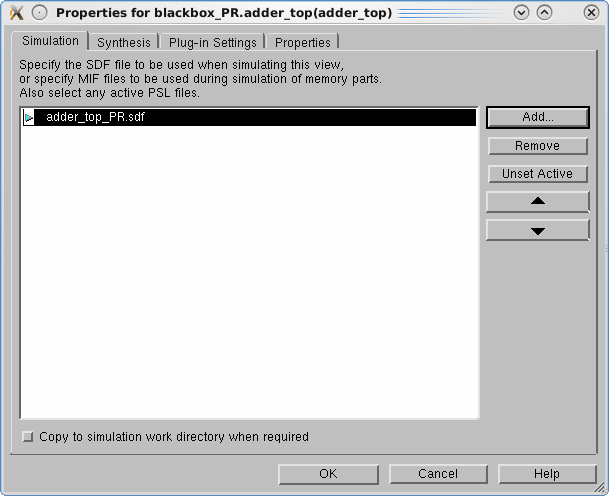 Properties for blackbox_PR.adder_top(adder_top)
Simulation Synthesis Plug-in Settings Properties
Specify the SDF file to be used when simulating this view,
or specify MIF files to be used during simulation of memory parts.
Also select any active PSL files.
adder_top_PR.sdf
Add...
Remove
Unset Active
Copy to simulation work directory when required
OK Cancel Help